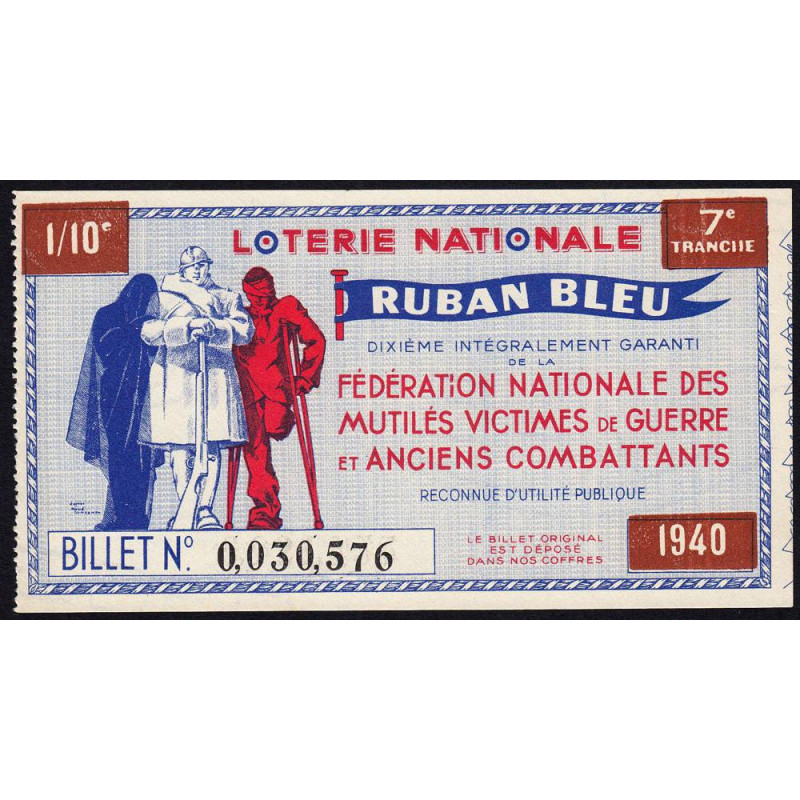 1/10e
7e
TRANCHE
LOTERIE NATIONALE
RUBAN BLEU
DIXIÈME INTÉGRALEMENT GARANTI
DE LA
FÉDÉRATION NATIONALE DES
MUTILÉS VICTIMES DE GUERRE
ET ANCIENS COMBATTANTS
RECONNUE D'UTILITÉ PUBLIQUE
BILLET No. 0,030,576
LE BILLET ORIGINAL
EST DÉPOSÉ
DANS NOS COFFRES
1940